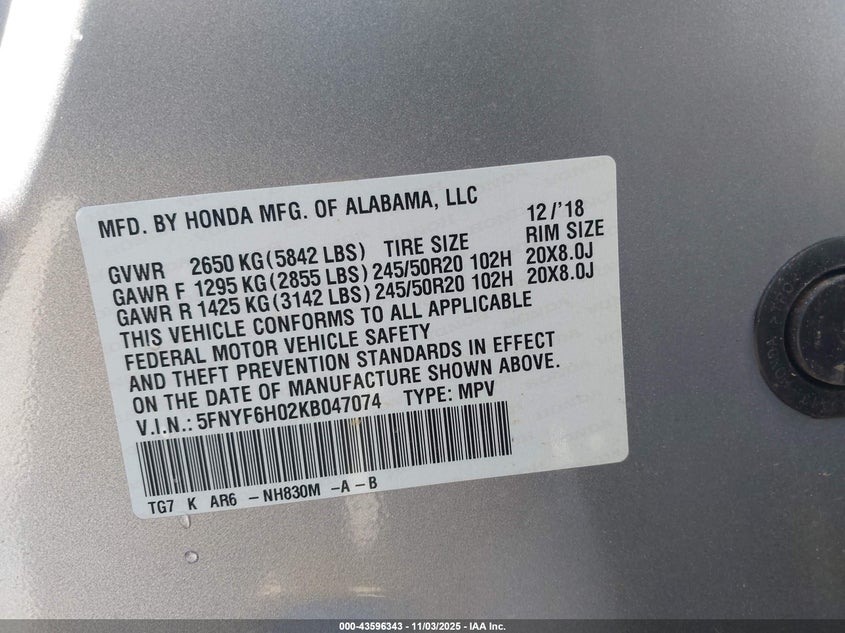 MFD. BY HONDA MFG. OF ALABAMA, LLC 12/'18
GVWR 2650 KG(5842 LBS) TIRE SIZE RIM SIZE
GAWR F 1295 KG(2855 LBS)245/50R20 102H 20X8.0J
GAWR R 1425 KG(3142 LBS)245/50R20 102H 20X8.0J
THIS VEHICLE CONFORMS TO ALL APPLICABLE
FEDERAL MOTOR VEHICLE SAFETY
AND THEFT PREVENTION STANDARDS IN EFFECT
ON THE DATE OF MANUFACTURE SHOWN ABOVE.
V.I.N.: 5FNYF6H02KB047074 TYPE: MPV
TG7 K AR6 -NH830M -A-B
000-43596343 | 11/03/2025 - IAA Inc.